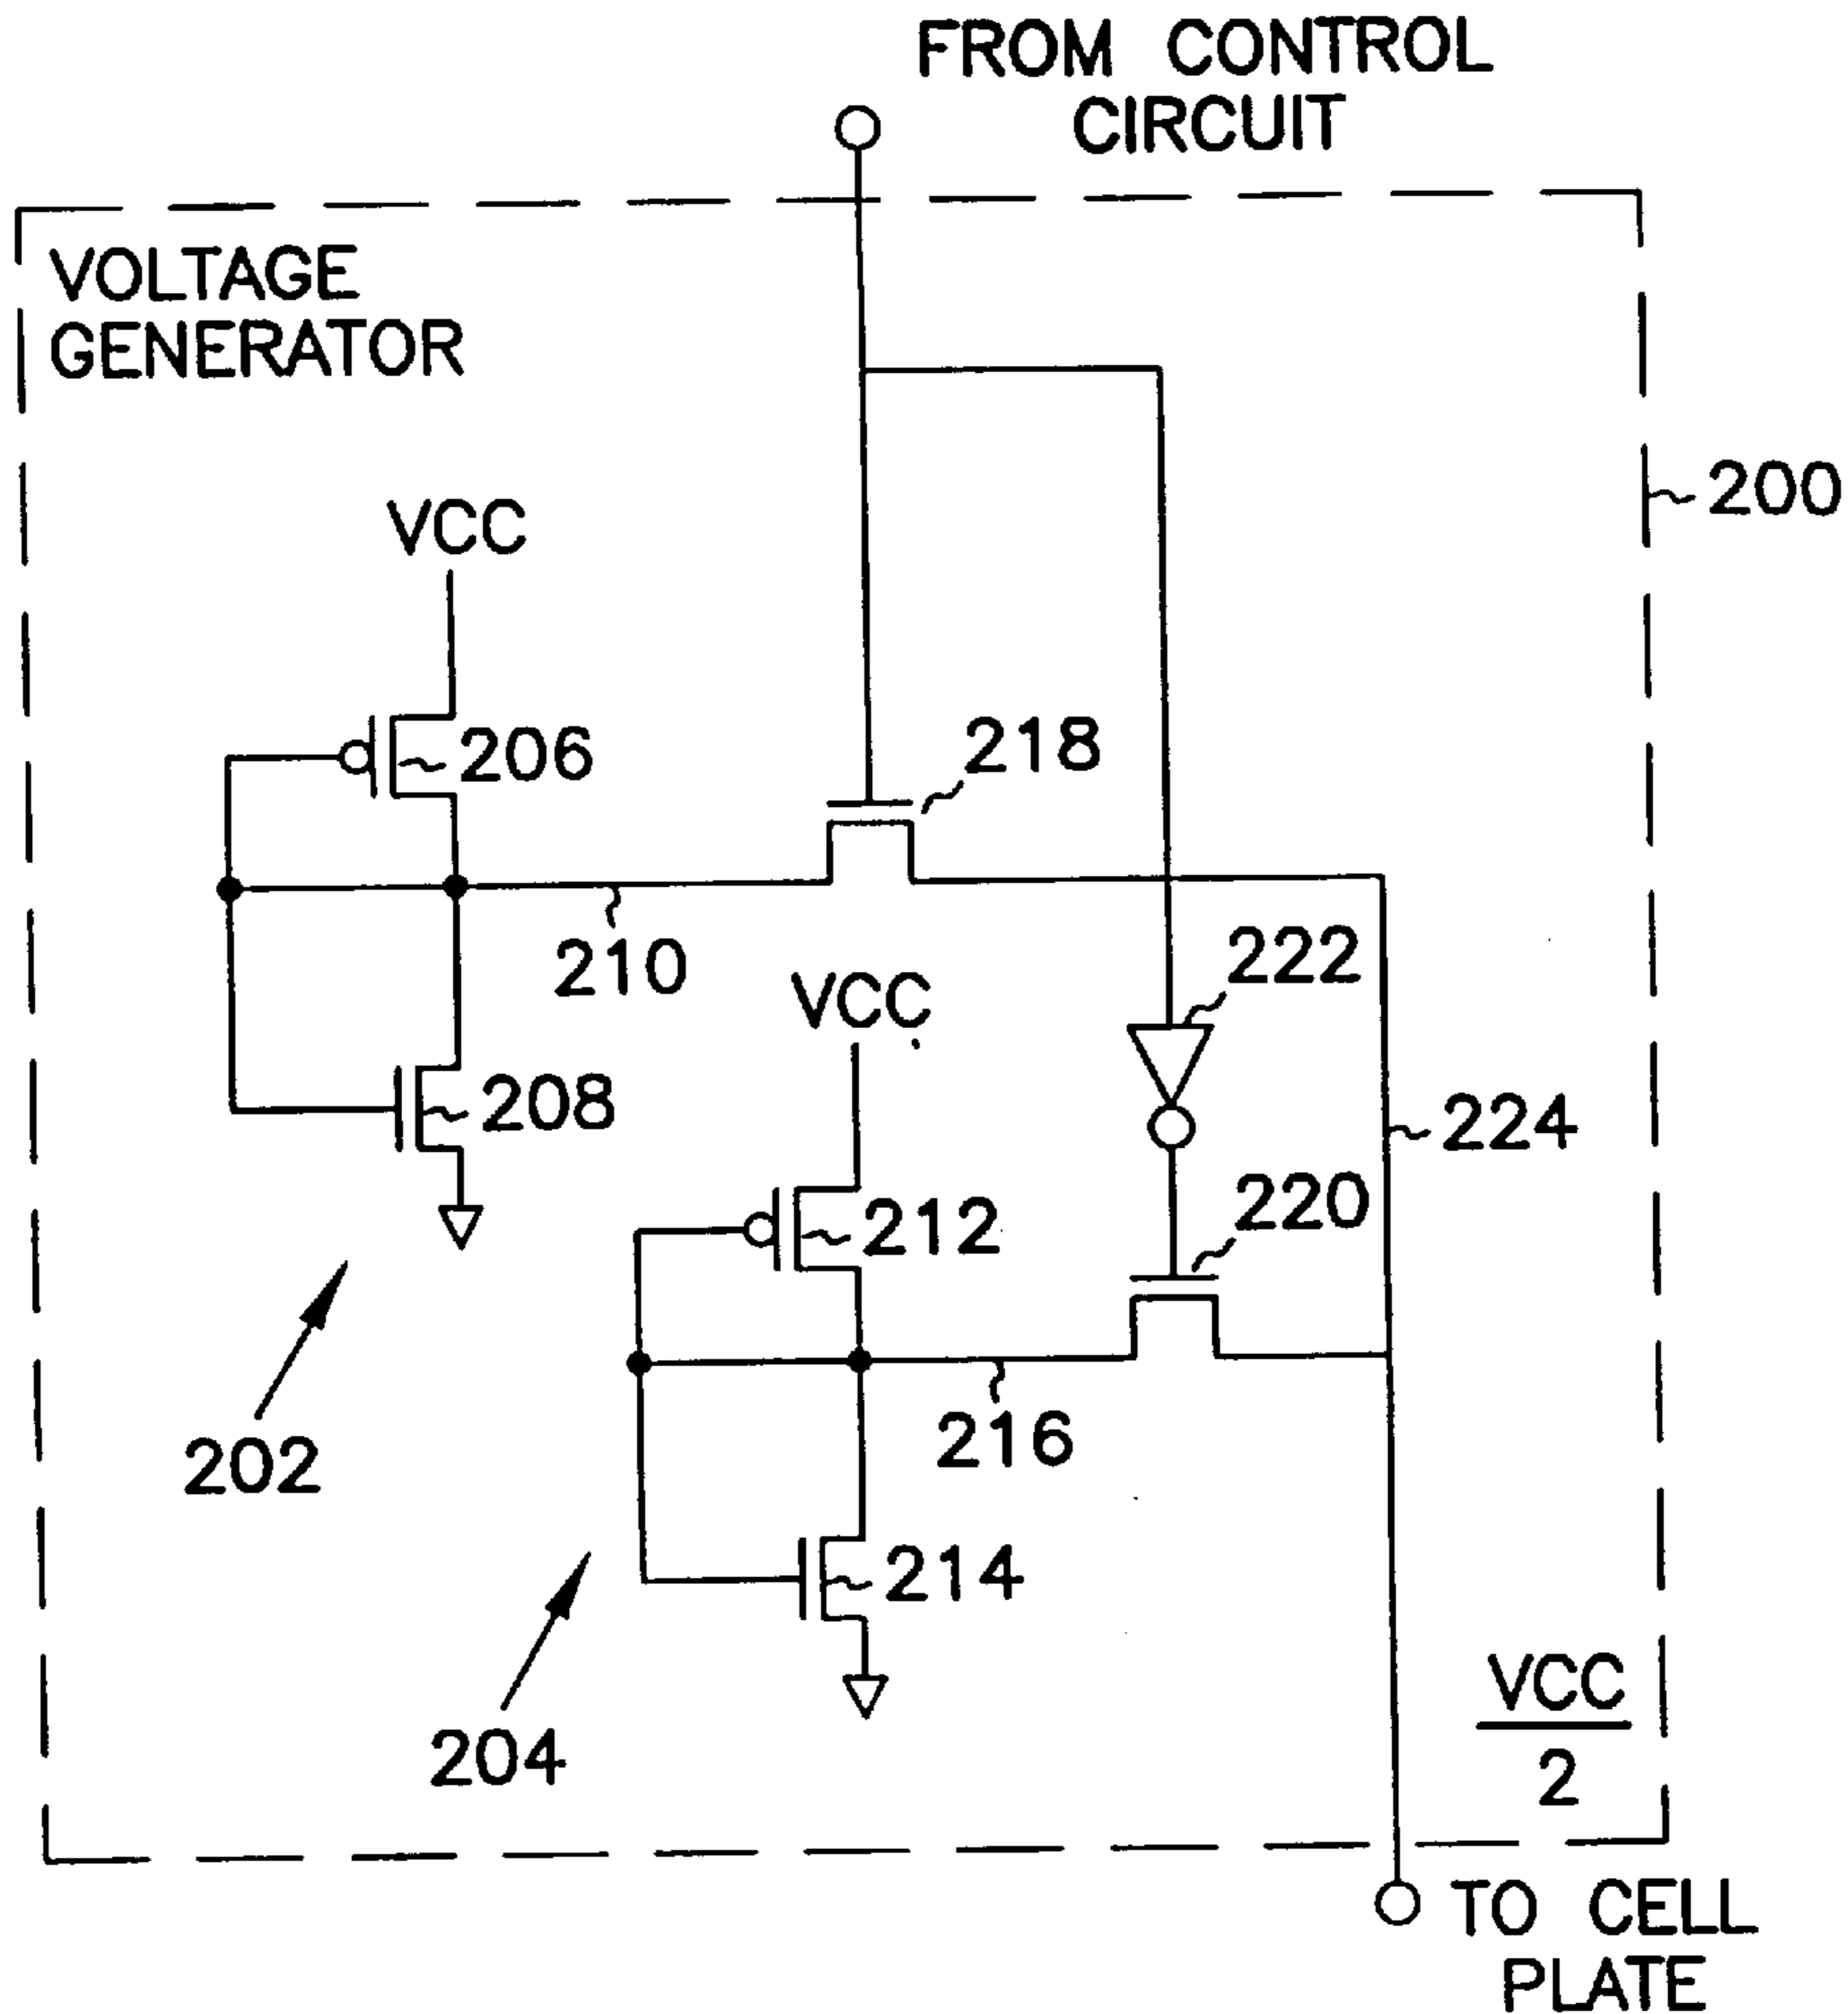 FROM CONTROL
CIRCUIT
VOLTAGE
GENERATOR
200
VCC
206
218
210
222
VCC
208
224
220
212
202
216
214
204
VCC
2
TO CELL
PLATE